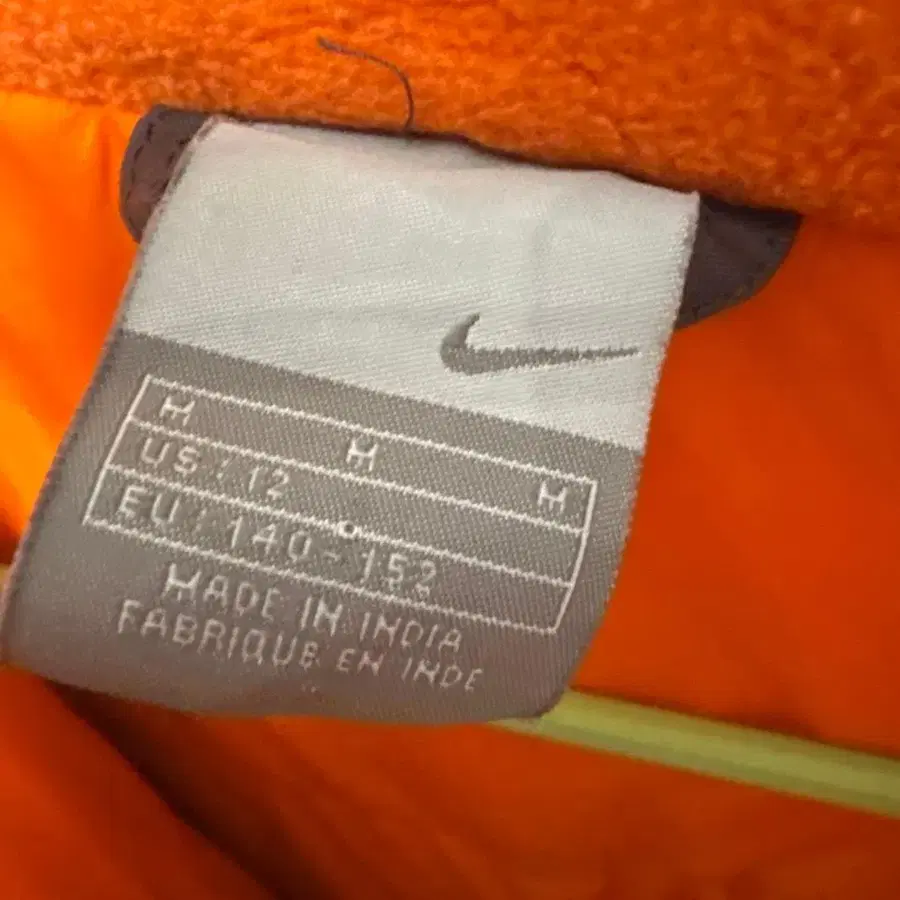 M M M
US / 12
EU / 140 - 152
MADE IN INDIA
FABRIQUE EN INDE